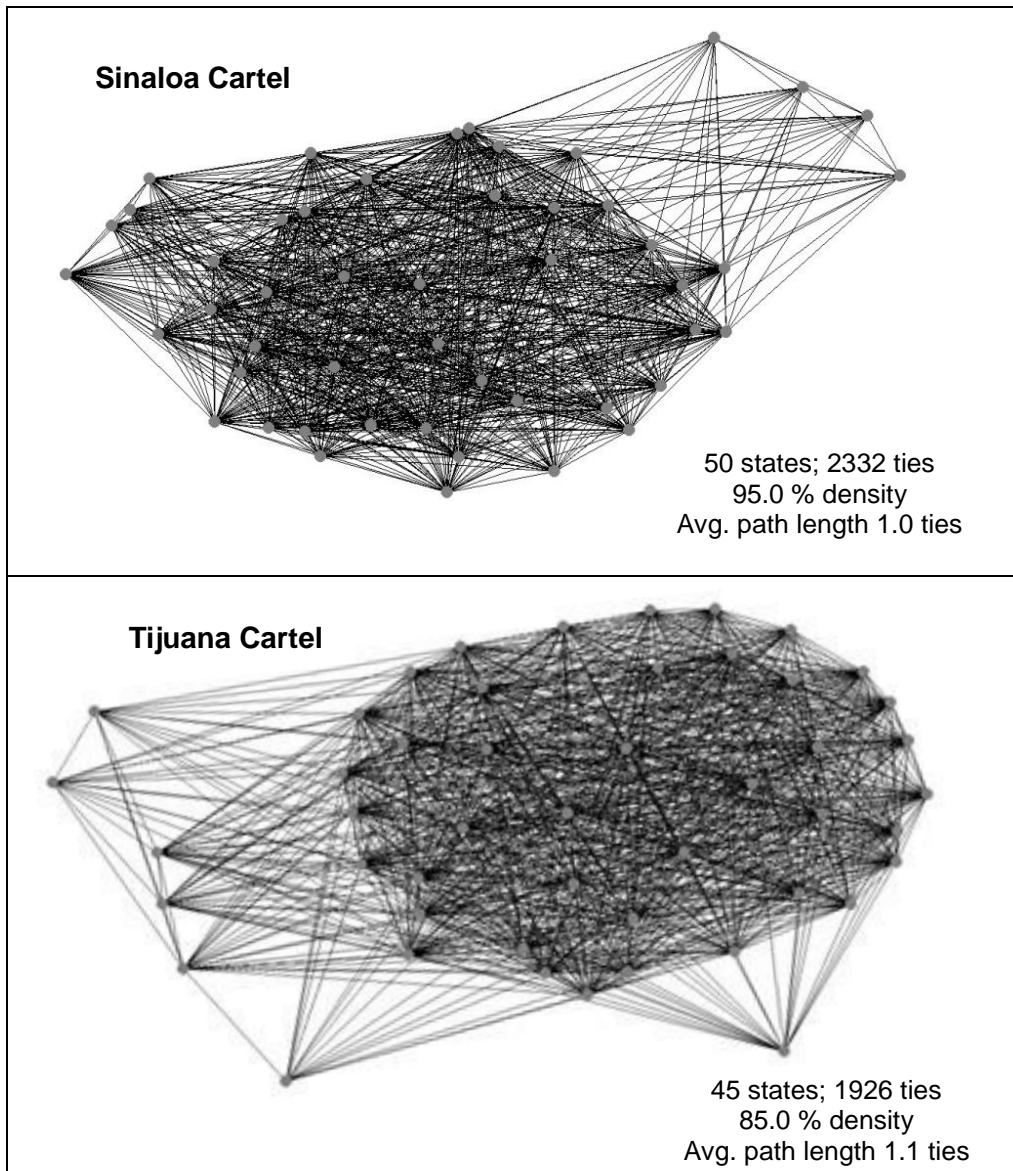 Sinaloa Cartel
50 states; 2332 ties
95.0 % density
Avg. path length 1.0 ties
Tijuana Cartel
45 states; 1926 ties
85.0 % density
Avg. path length 1.1 ties